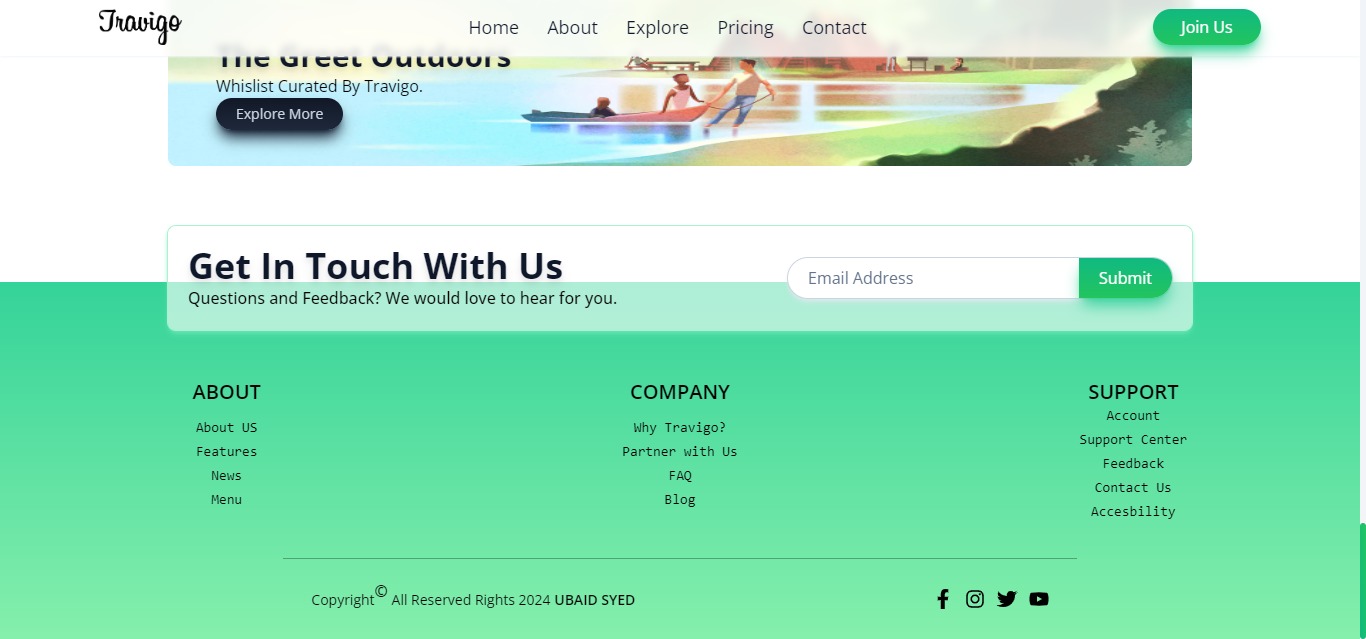 Travigo
Home About Explore Pricing Contact
Join Us
The Greet Outdoors
Whislist Curated By Travigo.
Explore More
Get In Touch With Us
Questions and Feedback? We would love to hear for you.
Email Address
Submit
ABOUT
About US
Features
News
Menu
COMPANY
Why Travigo?
Partner with Us
FAQ
Blog
SUPPORT
Account
Support Center
Feedback
Contact Us
Accesbility
Copyright© All Reserved Rights 2024 UBAID SYED